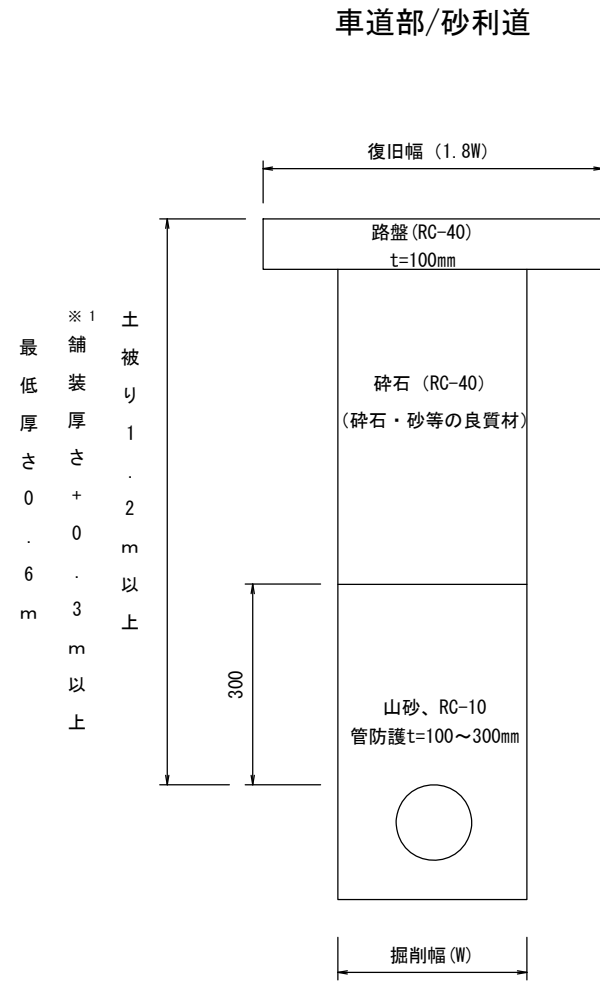 車道部/砂利道
復旧幅 (1.8W)
路盤(RC-40)
t=100mm
土被り1.2m以上
※1舗装厚さ+0.3m以上
最低厚さ0.6m
砕石 (RC-40)
(砕石・砂等の良質材)
300
山砂、RC-10
管防護t=100〜300mm
掘削幅(W)